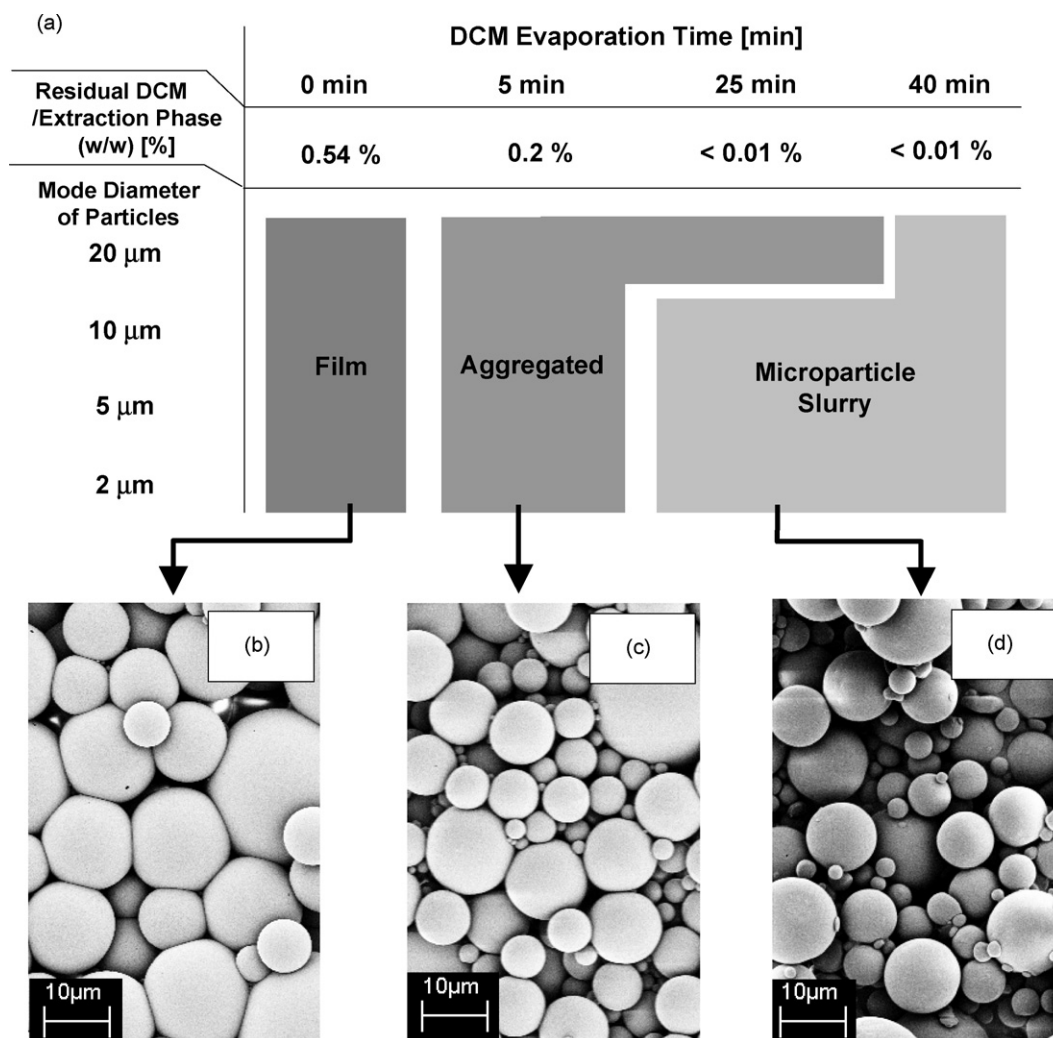 (a)
DCM Evaporation Time [min]
0 min 5 min 25 min 40 min
Residual DCM
/Extraction Phase
(w/w) [%]
0.54 % 0.2 % < 0.01 % < 0.01 %
Mode Diameter
of Particles
20 μm
10 μm
5 μm
2 μm
Film
Aggregated
Microparticle
Slurry
(b)
(c)
(d)
10μm
10μm
10μm